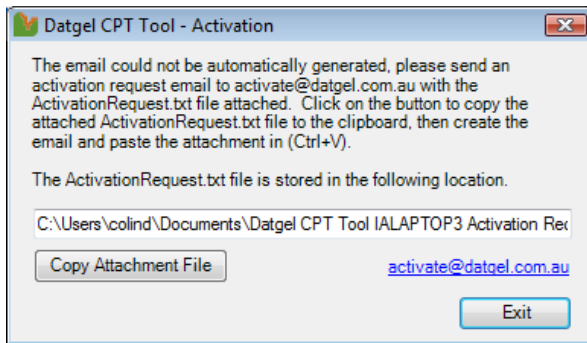 Datgel CPT Tool - Activation
The email could not be automatically generated, please send an
activation request email to activate@datgel.com.au with the
ActivationRequest.txt file attached.  Click on the button to copy the
attached ActivationRequest.txt file to the clipboard, then create the
email and paste the attachment in (Ctrl+V).
The ActivationRequest.txt file is stored in the following location.
C:\Users\colind\Documents\Datgel CPT Tool IALAPTOP3 Activation Rec
Copy Attachment File
activate@datgel.com.au
Exit